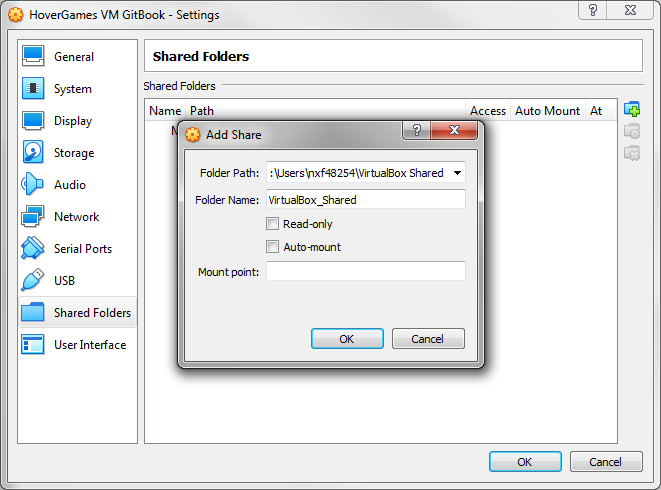 HoverGames VM GitBook - Settings
?
General
System
Display
Storage
Audio
Network
Serial Ports
USB
Shared Folders
User Interface
Shared Folders
Shared Folders
Name Path Access Auto Mount At
Add Share
?
Folder Path: :\Users\nxf48254\VirtualBox Shared
Folder Name: VirtualBox_Shared
Read-only
Auto-mount
Mount point:
OK Cancel
OK Cancel